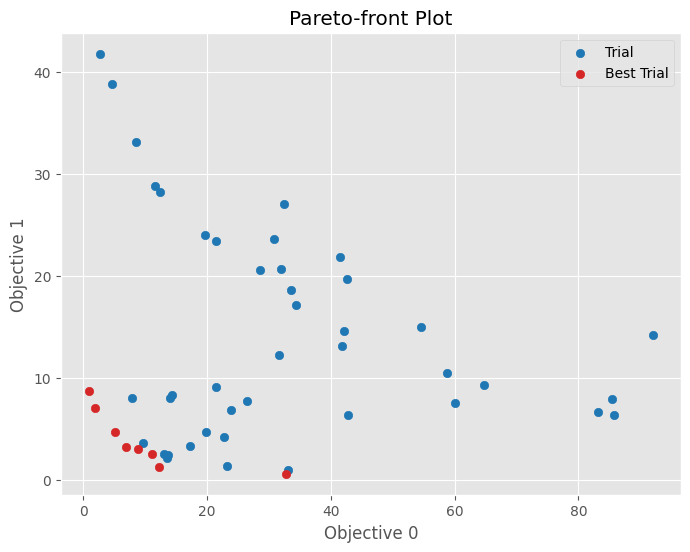 Pareto-front Plot
Trial
Best Trial
40
30
20
10
0
Objective 1
0 20 40 60 80
Objective 0